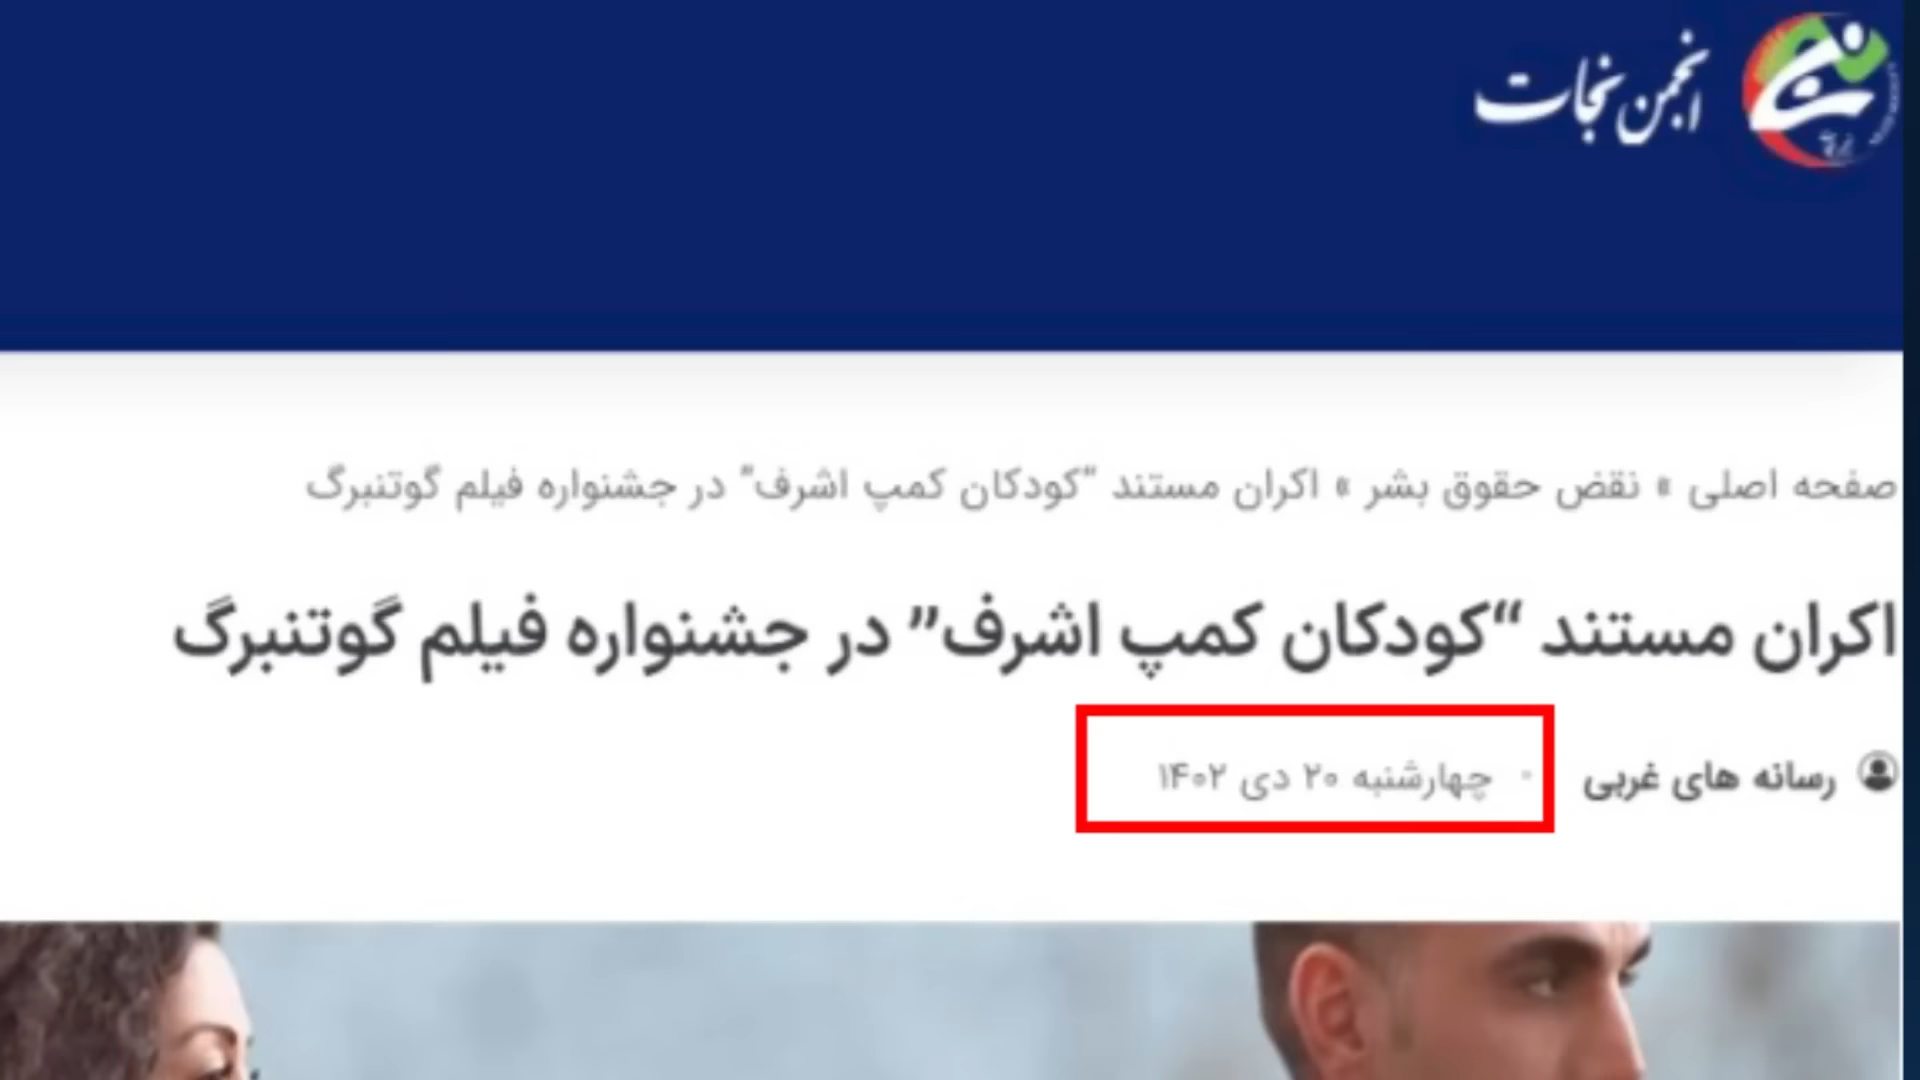 انجمن نجات
صفحه اصلی » نقض حقوق بشر » اکران مستند “کودکان کمپ اشرف” در جشنواره فیلم گوتنبرگ
اکران مستند “کودکان کمپ اشرف” در جشنواره فیلم گوتنبرگ
رسانه های غربی • چهارشنبه ۲۰ دی ۱۴۰۲